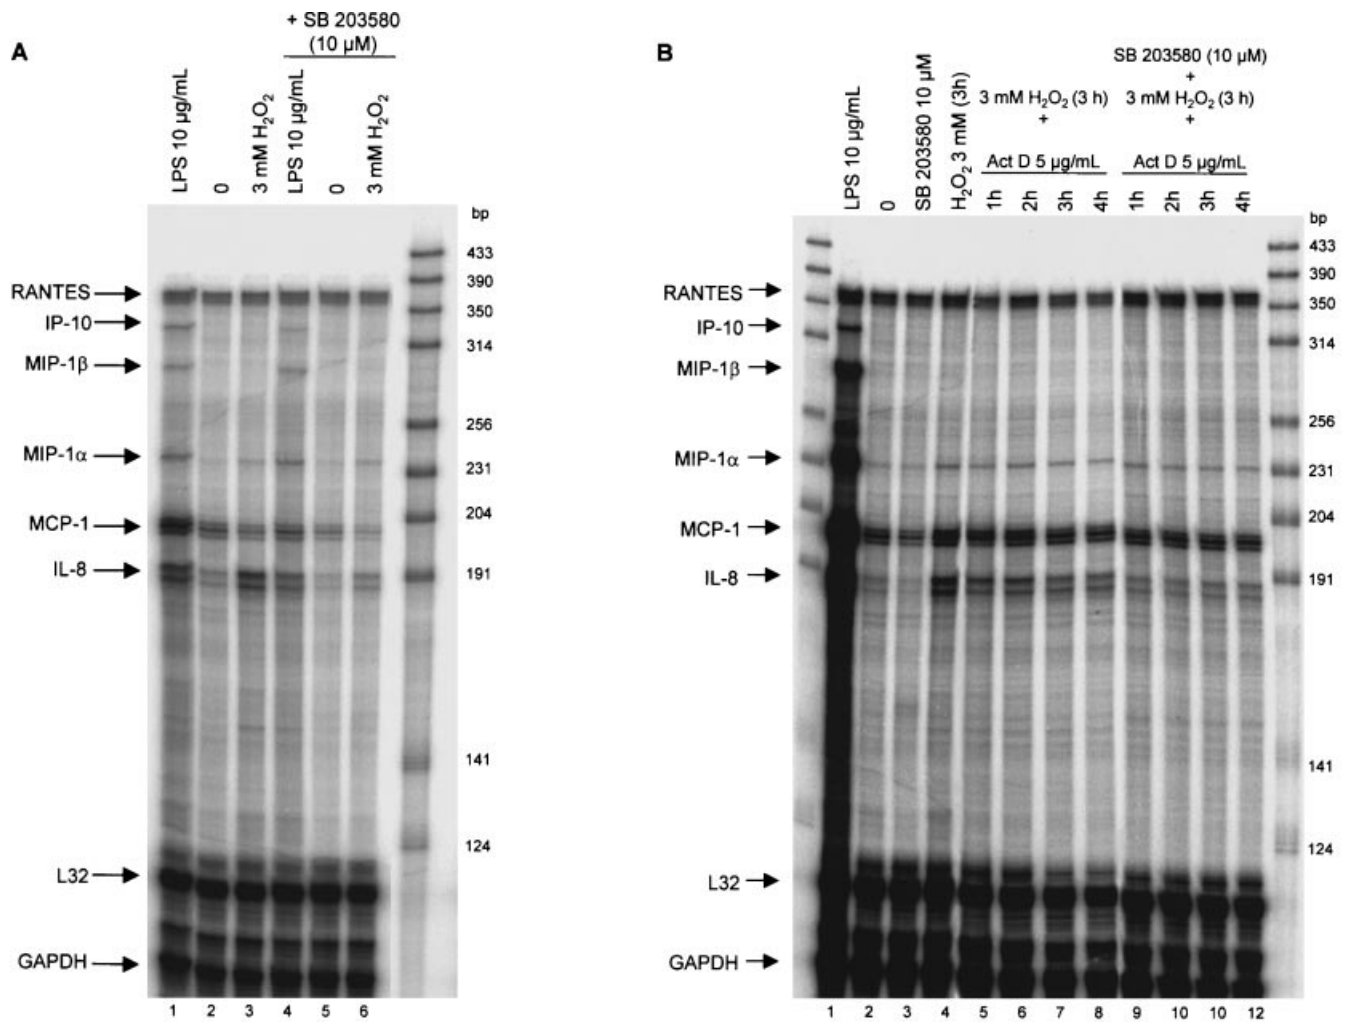 A
+ SB 203580
(10 µM)
LPS 10 µg/mL
0
3 mM H₂O₂
LPS 10 µg/mL
0
3 mM H₂O₂
bp
433
390
350
314
256
231
204
191
141
124
RANTES
IP-10
MIP-1β
MIP-1α
MCP-1
IL-8
L32
GAPDH
1 2 3 4 5 6
B
LPS 10 µg/mL
0
SB 203580 10 µM
H₂O₂ 3 mM (3h)
3 mM H₂O₂ (3 h)
+
Act D 5 µg/mL
1h 2h 3h 4h
SB 203580 (10 µM)
+
3 mM H₂O₂ (3 h)
+
Act D 5 µg/mL
1h 2h 3h 4h
bp
433
390
350
314
256
231
204
191
141
124
RANTES
IP-10
MIP-1β
MIP-1α
MCP-1
IL-8
L32
GAPDH
1 2 3 4 5 6 7 8 9 10 10 12